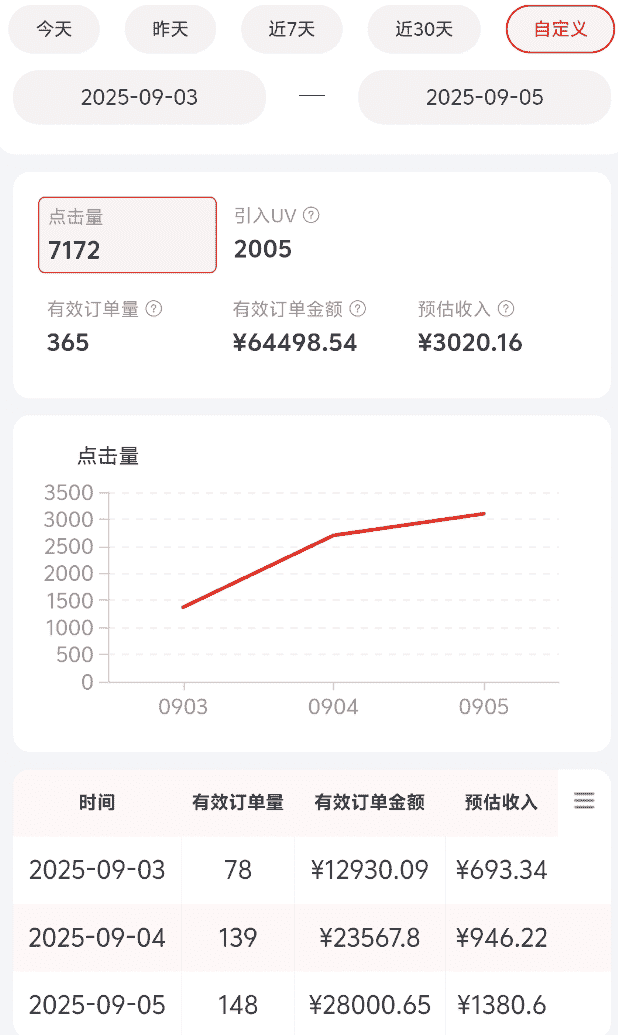 今天 昨天 近7天 近30天 自定义
2025-09-03 — 2025-09-05
点击量 引入UV ?
7172 2005
有效订单量 ? 有效订单金额 ? 预估收入 ?
365 ¥64498.54 ¥3020.16
点击量
3500
3000
2500
2000
1500
1000
500
0
0903 0904 0905
时间 有效订单量 有效订单金额 预估收入
2025-09-03 78 ¥12930.09 ¥693.34
2025-09-04 139 ¥23567.8 ¥946.22
2025-09-05 148 ¥28000.65 ¥1380.6